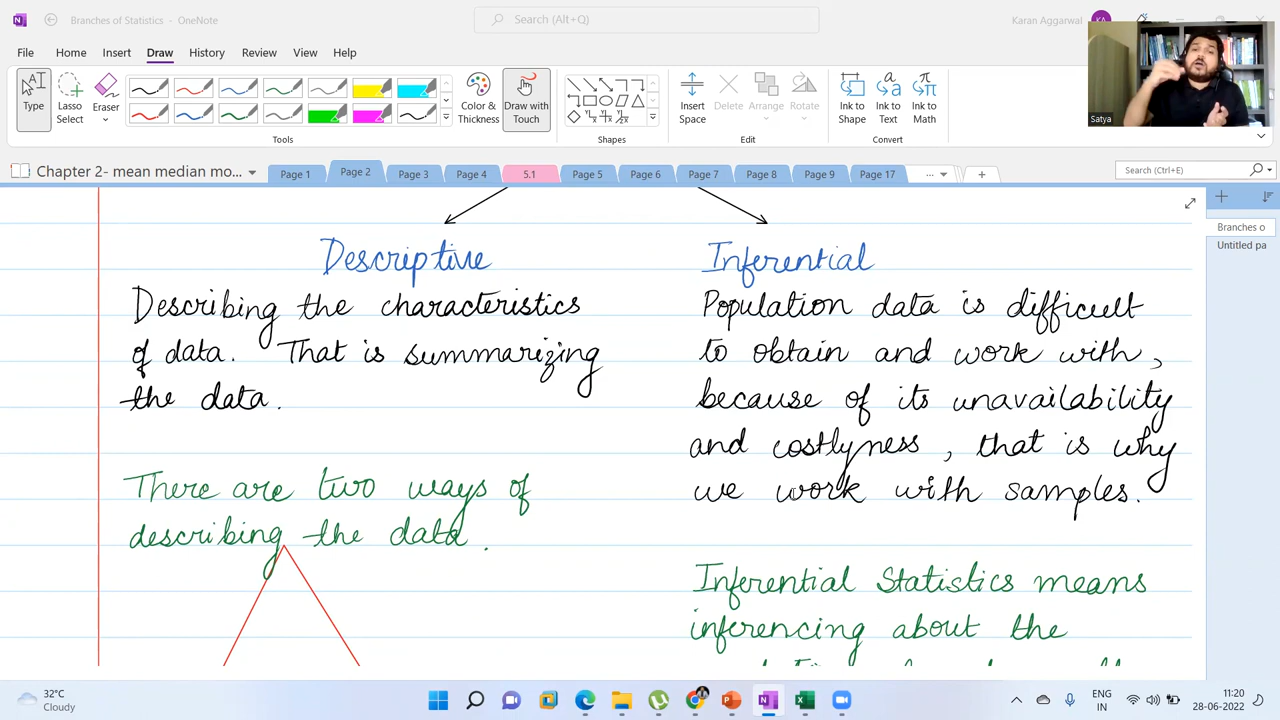 Branches of Statistics - OneNote
Search (Alt+Q)
Karan Aggarwal
KA
File Home Insert Draw History Review View Help
Type
Lasso Select
Eraser
Color & Thickness
Draw with Touch
Insert Space
Delete
Arrange
Rotate
Ink to Shape
Ink to Text
Ink to Math
Tools
Shapes
Edit
Convert
Satya
Chapter 2- mean median mo...
Page 1 Page 2 Page 3 Page 4 5.1 Page 5 Page 6 Page 7 Page 8 Page 9 Page 17 ...
Search (Ctrl+E)
Branches o
Untitled pa
Descriptive
Describing the characteristics
of data. That is summarizing
the data.
There are two ways of
describing the data.
Inferential
Population data is difficult
to obtain and work with,
because of its unavailability
and costlyness, that is why
we work with samples.
Inferential Statistics means
inferencing about the
32°C
Cloudy
ENG
IN
11:20
28-06-2022